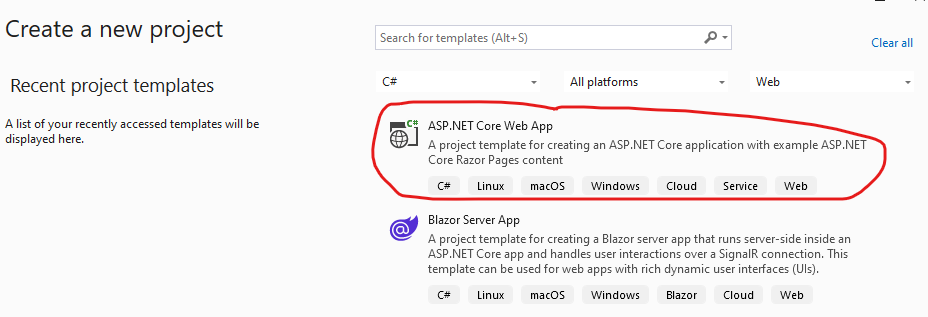 Create a new project
Search for templates (Alt+S)
Clear all
Recent project templates
C#
All platforms
Web
A list of your recently accessed templates will be
displayed here.
C#
ASP.NET Core Web App
A project template for creating an ASP.NET Core application with example ASP.NET
Core Razor Pages content
C# Linux macOS Windows Cloud Service Web
Blazor Server App
A project template for creating a Blazor server app that runs server-side inside an
ASP.NET Core app and handles user interactions over a SignalR connection. This
template can be used for web apps with rich dynamic user interfaces (UIs).
C# Linux macOS Windows Blazor Cloud Web